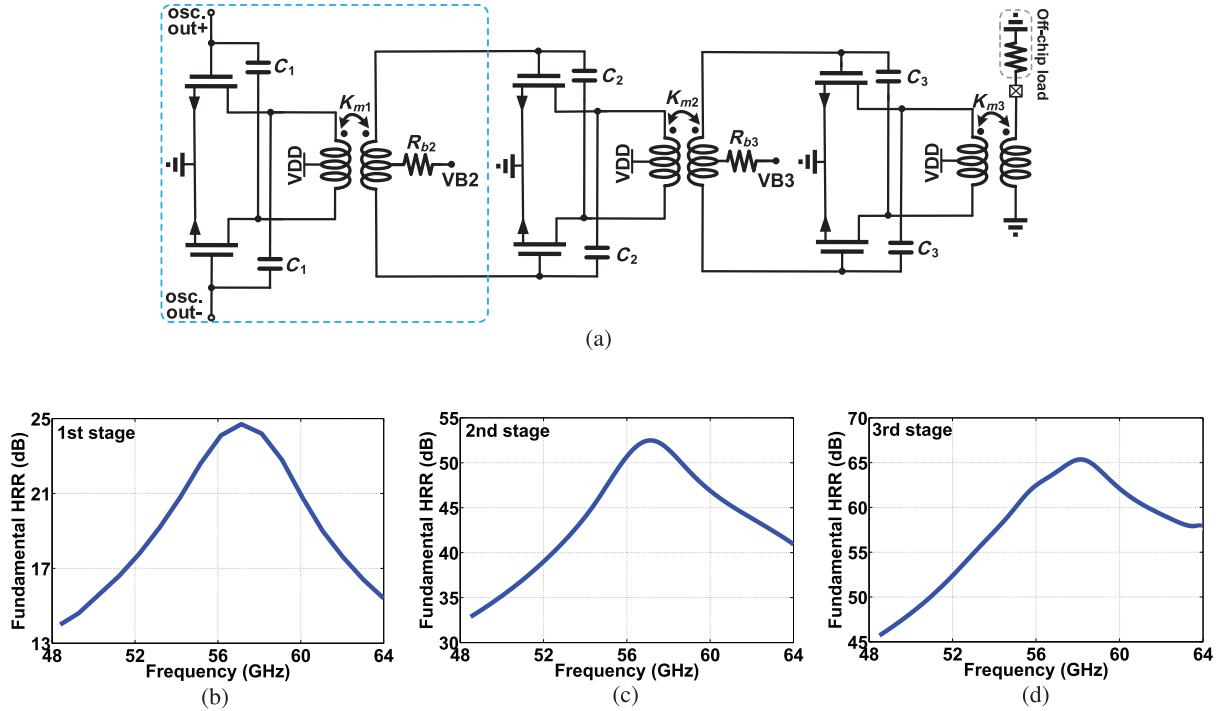 osc.
out+
C1
Km1
Rb2
VDD
VB2
C1
osc.
out-
C2
Km2
Rb3
VDD
VB3
C2
C3
Km3
VDD
C3
Off-chip load
(a)
1st stage
Fundamental HRR (dB)
25
21
17
13
48
52
56
60
64
Frequency (GHz)
(b)
2nd stage
Fundamental HRR (dB)
55
50
45
40
35
30
48
52
56
60
64
Frequency (GHz)
(c)
3rd stage
Fundamental HRR (dB)
70
65
60
55
50
45
48
52
56
60
64
Frequency (GHz)
(d)